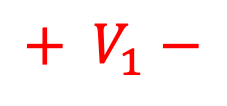 + V₁ −